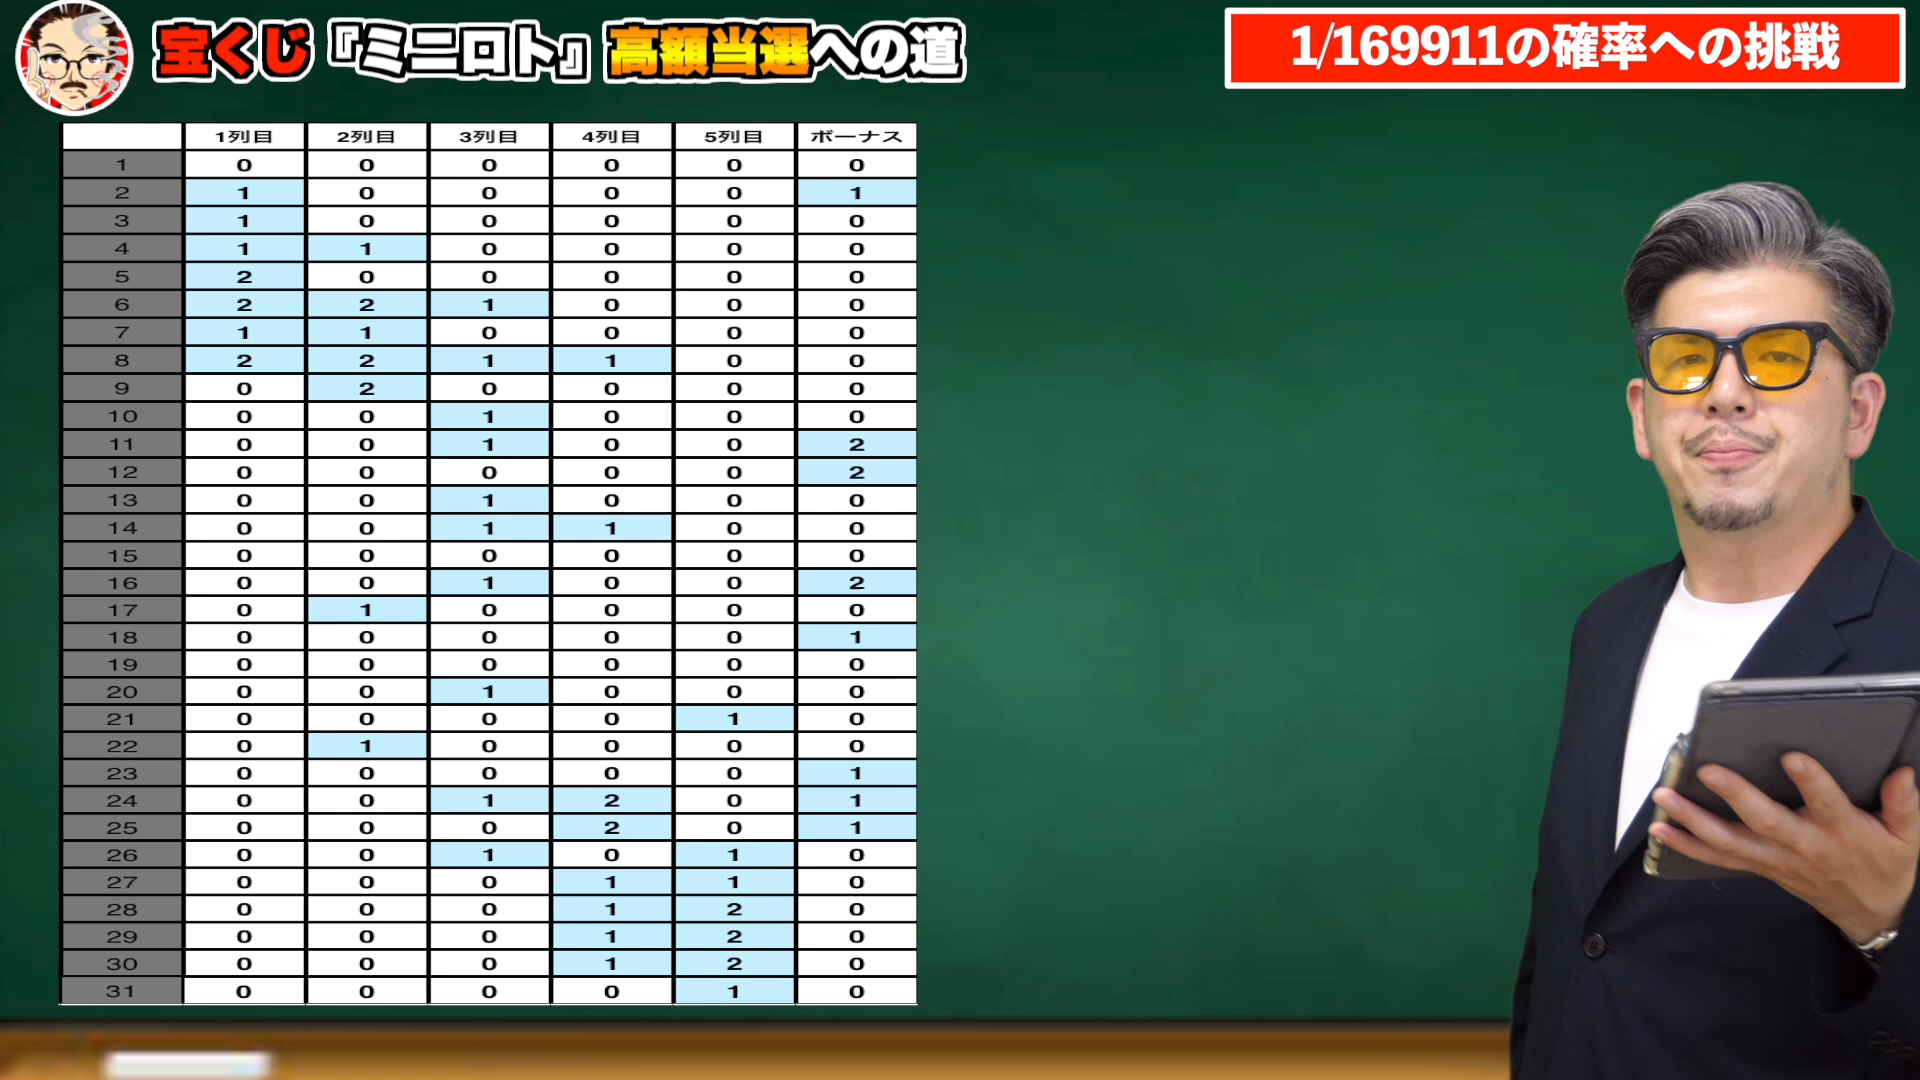 宝くじ『ミニロト』高額当選への道
1/169911の確率への挑戦
1列目 2列目 3列目 4列目 5列目 ボーナス
1 0 0 0 0 0 0
2 1 0 0 0 0 1
3 1 0 0 0 0 0
4 1 1 0 0 0 0
5 2 0 0 0 0 0
6 2 2 1 0 0 0
7 1 1 0 0 0 0
8 2 2 1 1 0 0
9 0 2 0 0 0 0
10 0 0 1 0 0 0
11 0 0 1 0 0 2
12 0 0 0 0 0 2
13 0 0 1 0 0 0
14 0 0 1 1 0 0
15 0 0 0 0 0 0
16 0 0 1 0 0 2
17 0 1 0 0 0 0
18 0 0 0 0 0 1
19 0 0 0 0 0 0
20 0 0 1 0 0 0
21 0 0 0 0 1 0
22 0 1 0 0 0 0
23 0 0 0 0 0 1
24 0 0 1 2 0 1
25 0 0 0 2 0 1
26 0 0 1 0 1 0
27 0 0 0 1 1 0
28 0 0 0 1 2 0
29 0 0 0 1 2 0
30 0 0 0 1 2 0
31 0 0 0 0 1 0